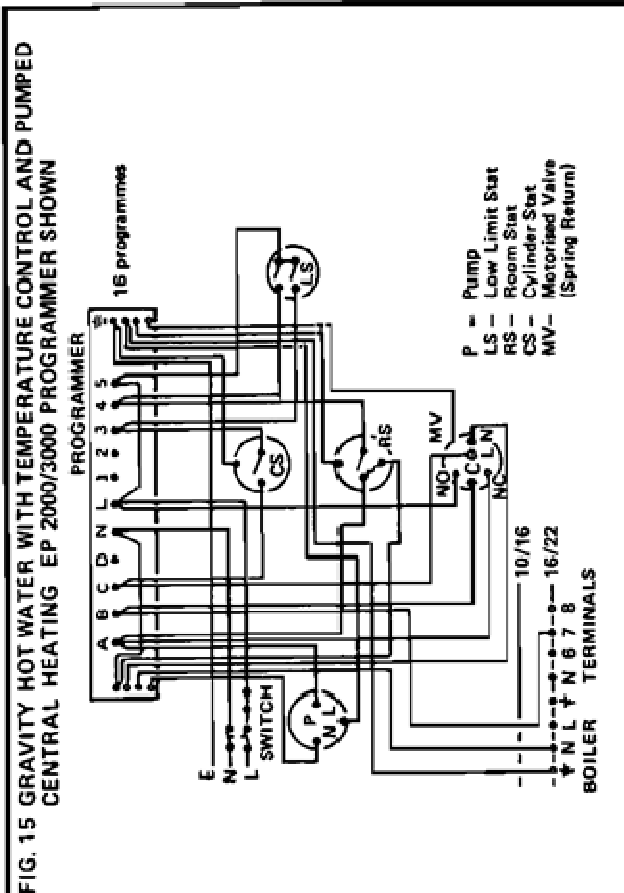 FIG. 15 GRAVITY HOT WATER WITH TEMPERATURE CONTROL AND PUMPED
CENTRAL HEATING EP 2000/3000 PROGRAMMER SHOWN
PROGRAMMER
16 programmes
A B C D N L 1 2 3 4 5
E
N
L
SWITCH
P
N L
CS
LS
RS
MV
NO
C
L N
NC
10/16
16/22
N L N 6 7 8
BOILER TERMINALS
P = Pump
LS – Low Limit Stat
RS – Room Stat
CS – Cylinder Stat
MV – Motorised Valve
(Spring Return)